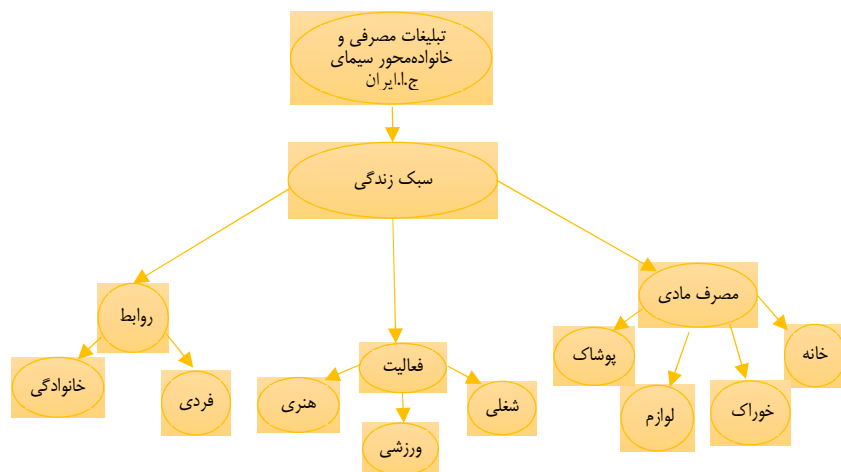 تبلیغات مصرفی و
خانواده‌محور سیمای
ج.ا.ایران
سبک زندگی
مصرف مادی
خانه
خوراک
لوازم
پوشاک
فعالیت
شغلی
ورزشی
هنری
روابط
فردی
خانوادگی